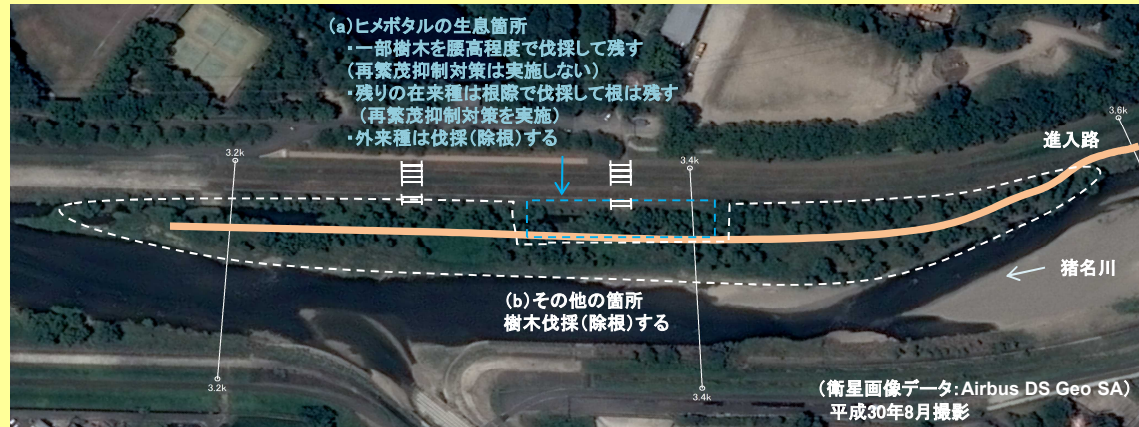 (a)ヒメボタルの生息箇所
・一部樹木を腰高程度で伐採して残す
(再繁茂抑制対策は実施しない)
・残りの在来種は根際で伐採して根は残す
(再繁茂抑制対策を実施)
・外来種は伐採(除根)する
3.2k
3.4k
3.6k
進入路
猪名川
(b)その他の箇所
樹木伐採(除根)する
3.2k
3.4k
(衛星画像データ:Airbus DS Geo SA)
平成30年8月撮影